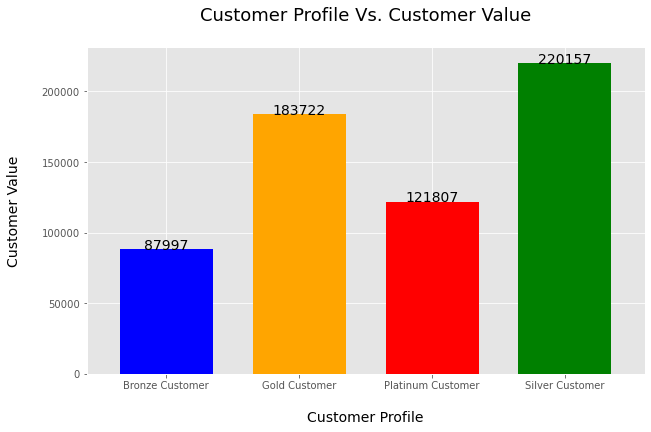 Customer Profile Vs. Customer Value
Customer Value
200000
150000
100000
50000
0
87997
183722
121807
220157
Bronze Customer
Gold Customer
Platinum Customer
Silver Customer
Customer Profile